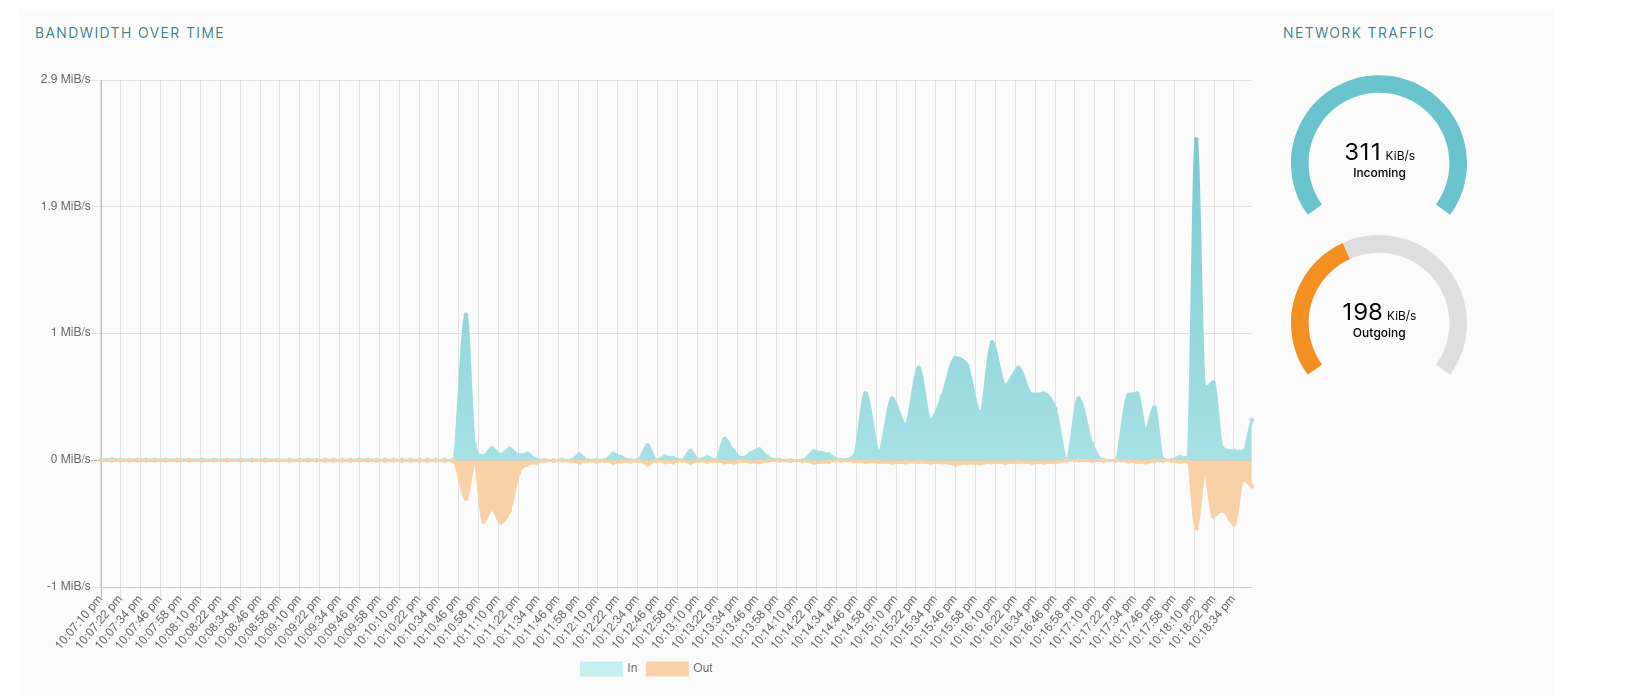 BANDWIDTH OVER TIME
NETWORK TRAFFIC
2.9 MiB/s
1.9 MiB/s
1 MiB/s
0 MiB/s
-1 MiB/s
311 KiB/s
Incoming
198 KiB/s
Outgoing
10:07:10 pm
10:07:22 pm
10:07:34 pm
10:07:46 pm
10:07:58 pm
10:08:10 pm
10:08:22 pm
10:08:34 pm
10:08:46 pm
10:08:58 pm
10:09:10 pm
10:09:22 pm
10:09:34 pm
10:09:46 pm
10:09:58 pm
10:10:10 pm
10:10:22 pm
10:10:34 pm
10:10:46 pm
10:10:58 pm
10:11:10 pm
10:11:22 pm
10:11:34 pm
10:11:46 pm
10:11:58 pm
10:12:10 pm
10:12:22 pm
10:12:34 pm
10:12:46 pm
10:12:58 pm
10:13:10 pm
10:13:22 pm
10:13:34 pm
10:13:46 pm
10:13:58 pm
10:14:10 pm
10:14:22 pm
10:14:34 pm
10:14:46 pm
10:14:58 pm
10:15:10 pm
10:15:22 pm
10:15:34 pm
10:15:46 pm
10:15:58 pm
10:16:10 pm
10:16:22 pm
10:16:34 pm
10:16:46 pm
10:16:58 pm
10:17:10 pm
10:17:22 pm
10:17:34 pm
10:17:46 pm
10:17:58 pm
10:18:10 pm
10:18:22 pm
10:18:34 pm
In
Out